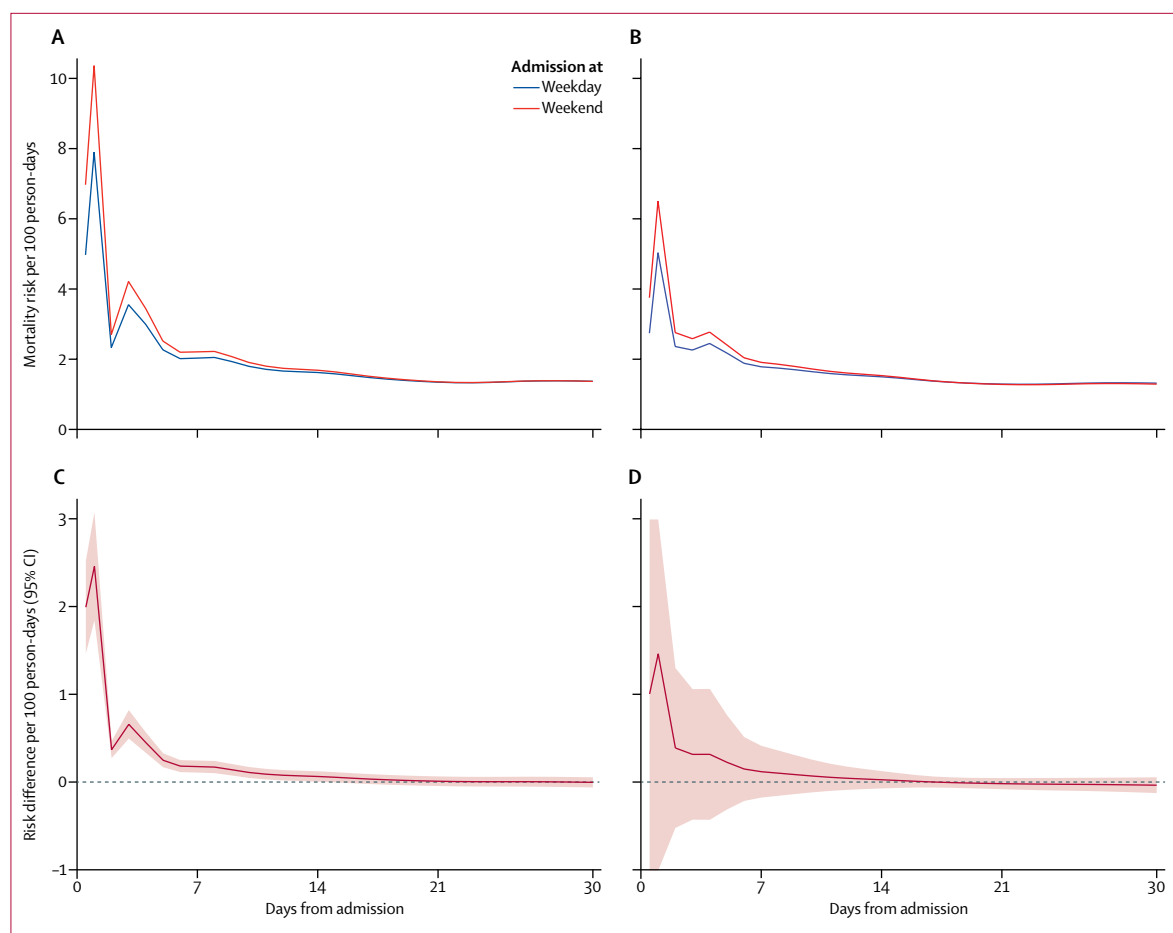 A
B
Admission at
Weekday
Weekend
Mortality risk per 100 person-days
10
8
6
4
2
0
C
D
Risk difference per 100 person-days (95% CI)
3
2
1
0
–1
0
7
14
21
30
Days from admission
0
7
14
21
30
Days from admission